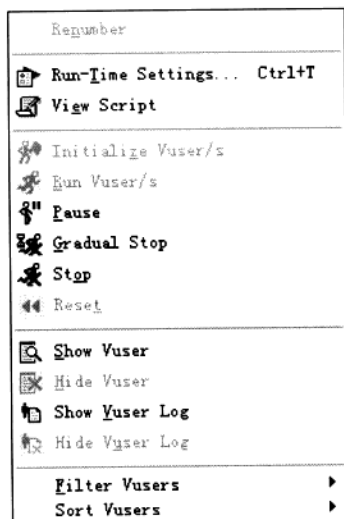 Renumber
Run-Time Settings... Ctrl+T
View Script
Initialize Vuser/s
Run Vuser/s
Pause
Gradual Stop
Stop
Reset
Show Vuser
Hide Vuser
Show Vuser Log
Hide Vuser Log
Filter Vusers
Sort Vusers